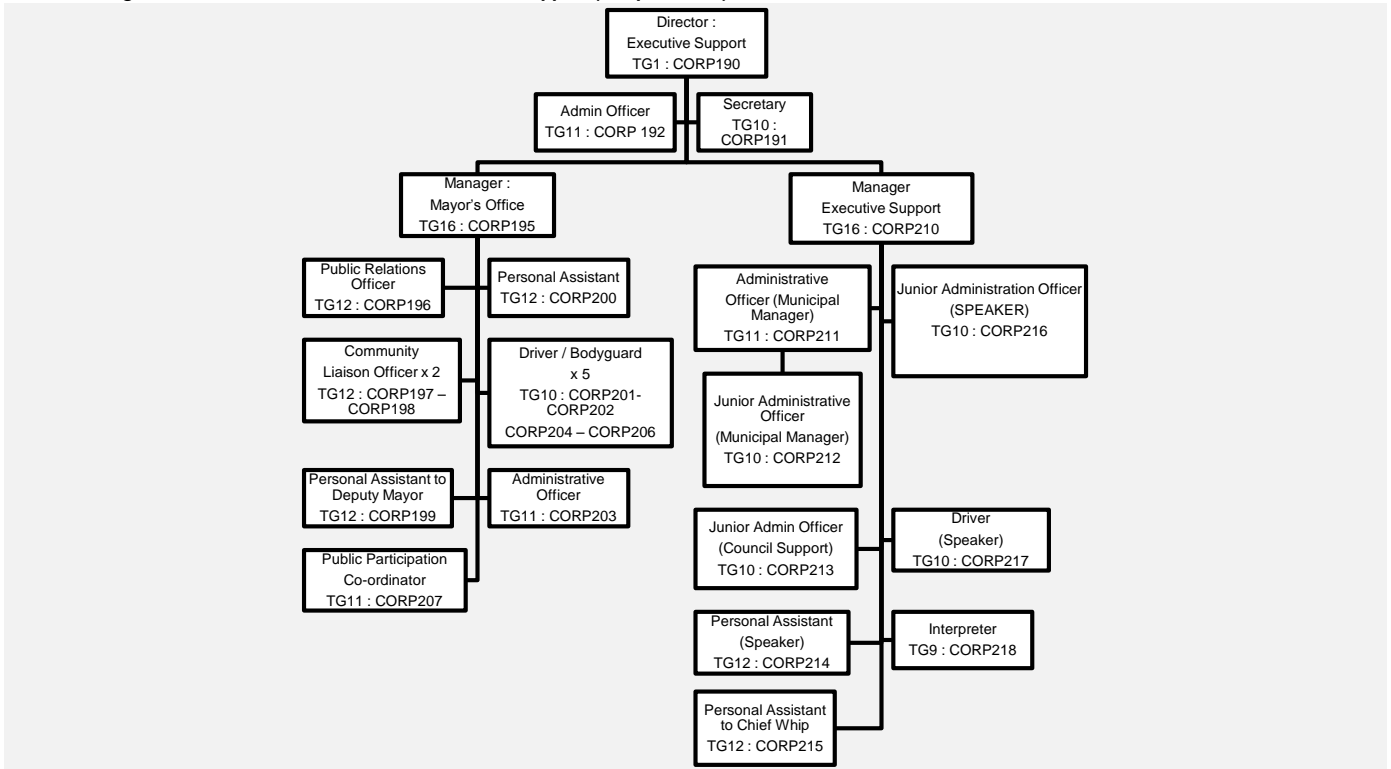 Director :
Executive Support
TG1 : CORP190
Admin Officer
TG11 : CORP 192
Secretary
TG10 :
CORP191
Manager :
Mayor’s Office
TG16 : CORP195
Manager
Executive Support
TG16 : CORP210
Public Relations
Officer
TG12 : CORP196
Personal Assistant
TG12 : CORP200
Community
Liaison Officer x 2
TG12 : CORP197 –
CORP198
Driver / Bodyguard
x 5
TG10 : CORP201-
CORP202
CORP204 – CORP206
Personal Assistant to
Deputy Mayor
TG12 : CORP199
Administrative
Officer
TG11 : CORP203
Public Participation
Co-ordinator
TG11 : CORP207
Administrative
Officer (Municipal
Manager)
TG11 : CORP211
Junior Administration Officer
(SPEAKER)
TG10 : CORP216
Junior Administrative
Officer
(Municipal Manager)
TG10 : CORP212
Junior Admin Officer
(Council Support)
TG10 : CORP213
Driver
(Speaker)
TG10 : CORP217
Personal Assistant
(Speaker)
TG12 : CORP214
Interpreter
TG9 : CORP218
Personal Assistant
to Chief Whip
TG12 : CORP215